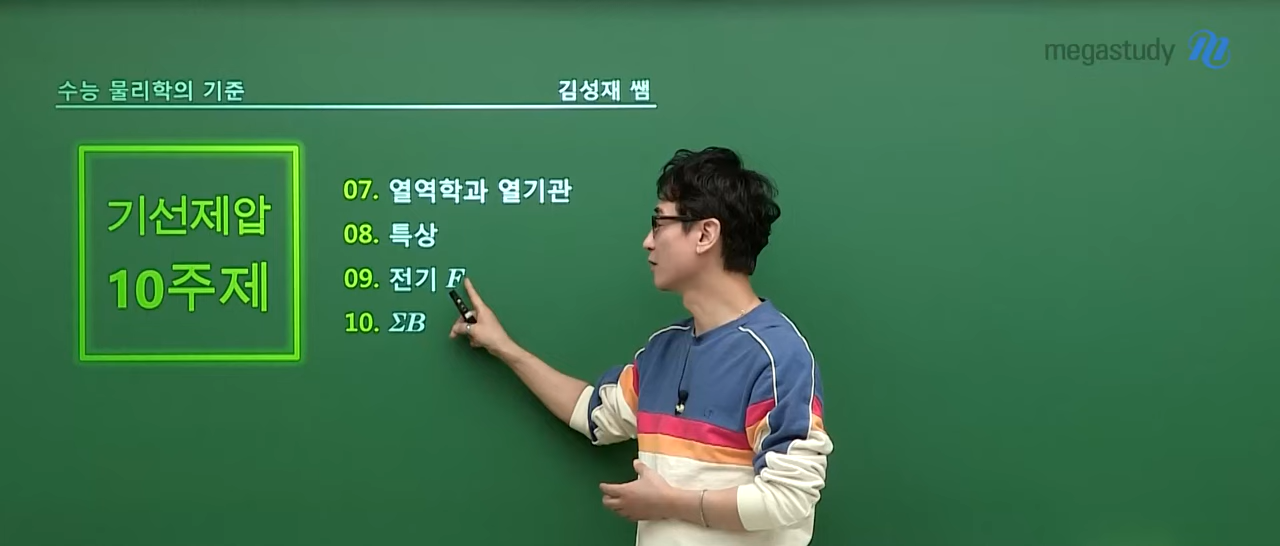 megastudy
수능 물리학의 기준
김성재 쌤
기선제압
10주제
07. 열역학과 열기관
08. 특상
09. 전기 F
10. ΣB